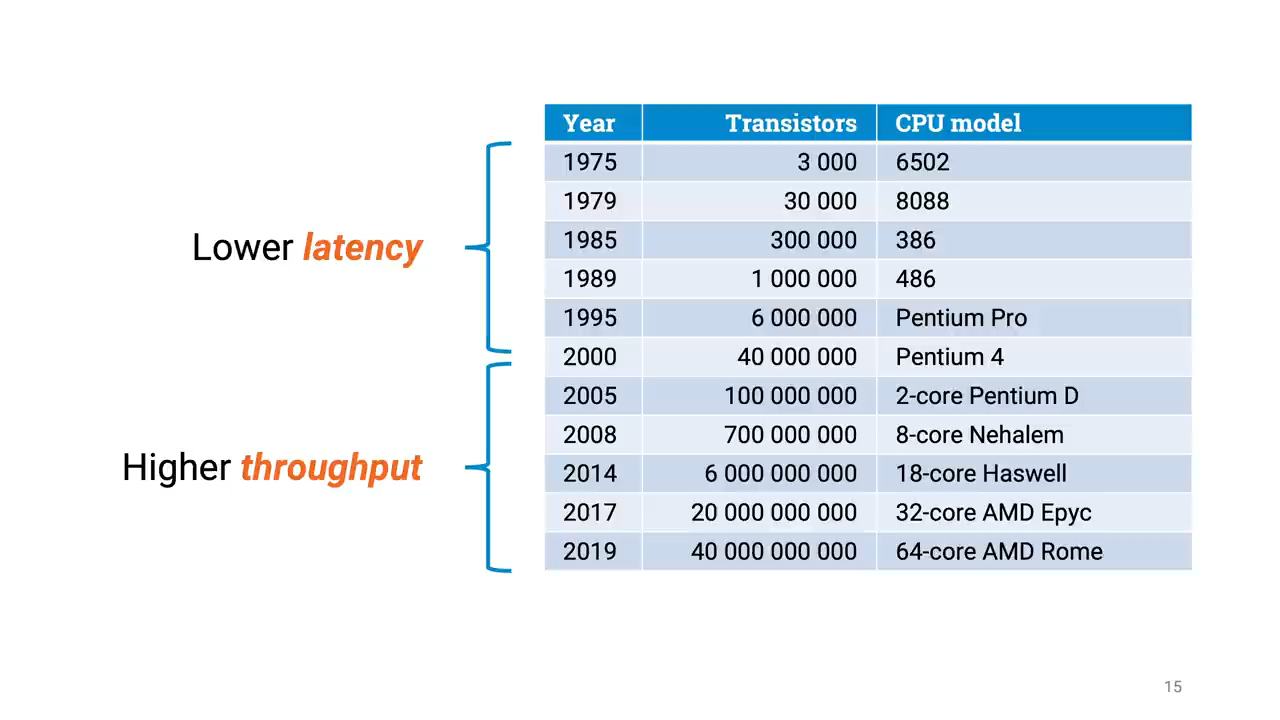 Year Transistors CPU model
1975 3 000 6502
1979 30 000 8088
1985 300 000 386
1989 1 000 000 486
1995 6 000 000 Pentium Pro
2000 40 000 000 Pentium 4
2005 100 000 000 2-core Pentium D
2008 700 000 000 8-core Nehalem
2014 6 000 000 000 18-core Haswell
2017 20 000 000 000 32-core AMD Epyc
2019 40 000 000 000 64-core AMD Rome
Lower latency
Higher throughput
15